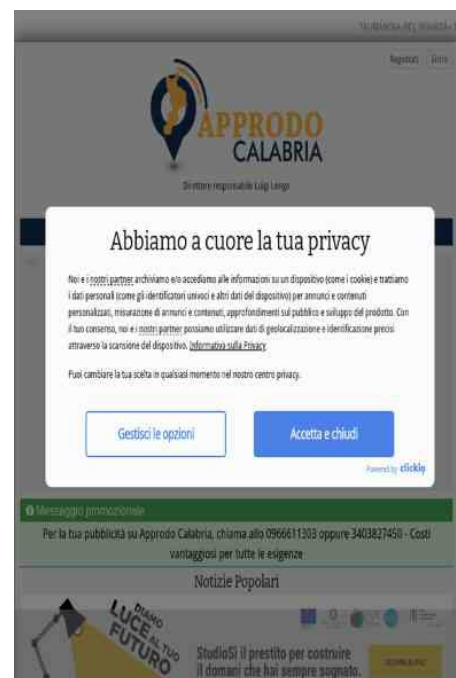 Registrati Entra
APPRODO
CALABRIA
Direttore responsabile Luigi Longo
Abbiamo a cuore la tua privacy
Noi e i nostri partner archiviamo e/o accediamo alle informazioni su un dispositivo (come i cookie) e trattiamo
i dati personali (come gli identificatori univoci e altri dati del dispositivo) per annunci e contenuti
personalizzati, misurazione di annunci e contenuti, approfondimenti sul pubblico e sviluppo del prodotto. Con
il tuo consenso, noi e i nostri partner possiamo utilizzare dati di geolocalizzazione e identificazione precisi
attraverso la scansione del dispositivo. Informativa sulla Privacy
Puoi cambiare la tua scelta in qualsiasi momento nel nostro centro privacy.
Gestisci le opzioni
Accetta e chiudi
Powered by clickio
Messaggio promozionale
Per la tua pubblicità su Approdo Calabria, chiama allo 0966611303 oppure 3403827450 - Costi
vantaggiosi per tutte le esigenze
Notizie Popolari
DIAMO
LUCE AL TUO
FUTURO
StudioSì il prestito per costruire
il domani che hai sempre sognato.